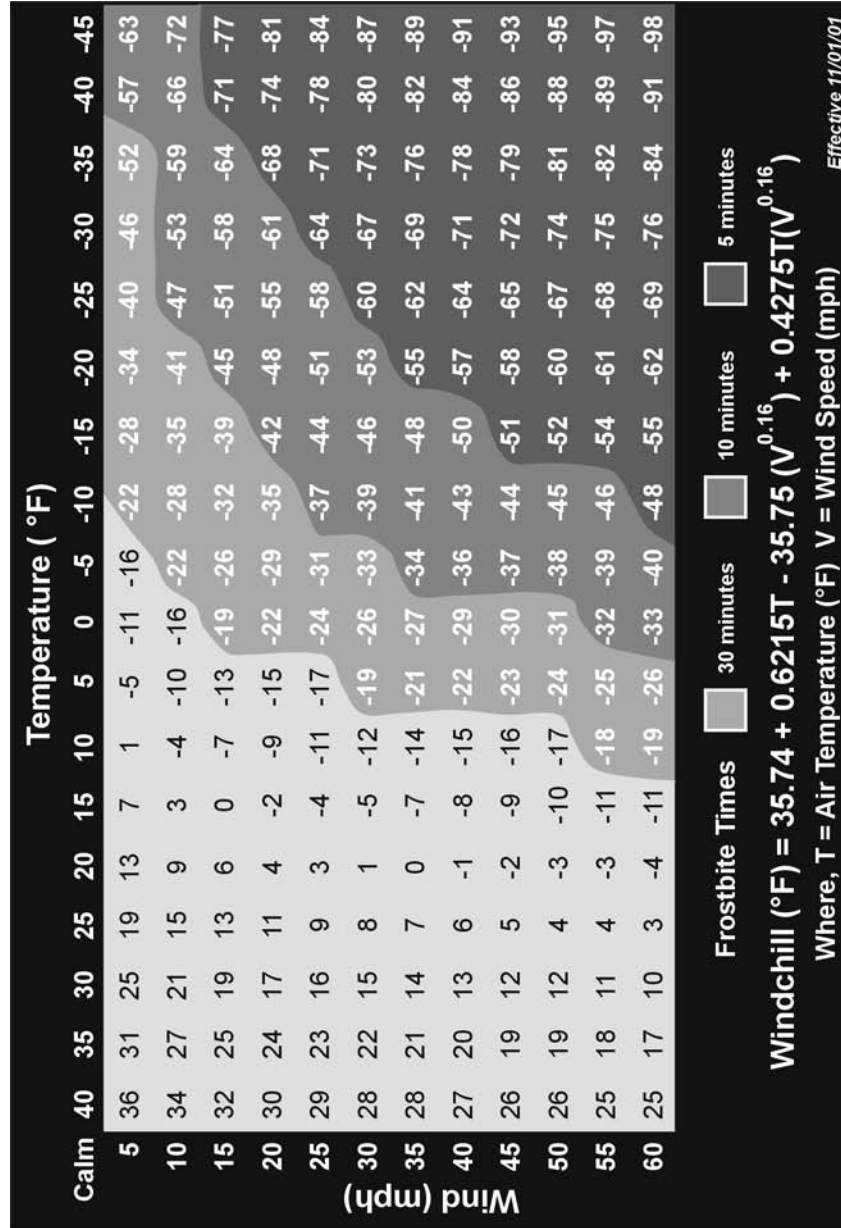 Temperature (°F)
Calm 40 35 30 25 20 15 10 5 0 -5 -10 -15 -20 -25 -30 -35 -40 -45
5 36 31 25 19 13 7 1 -5 -11 -16 -22 -28 -34 -40 -46 -52 -57 -63
10 34 27 21 15 9 3 -4 -10 -16 -22 -28 -35 -41 -47 -53 -59 -66 -72
15 32 25 19 13 6 0 -7 -13 -19 -26 -32 -39 -45 -51 -58 -64 -71 -77
20 30 24 17 11 4 -2 -9 -15 -22 -29 -35 -42 -48 -55 -61 -68 -74 -81
25 29 23 16 9 3 -4 -11 -17 -24 -31 -37 -44 -51 -58 -64 -71 -78 -84
30 28 22 15 8 1 -5 -12 -19 -26 -33 -39 -46 -53 -60 -67 -73 -80 -87
35 28 21 14 7 0 -7 -14 -21 -27 -34 -41 -48 -55 -62 -69 -76 -82 -89
40 27 20 13 6 -1 -8 -15 -22 -29 -36 -43 -50 -57 -64 -71 -78 -84 -91
45 26 19 12 5 -2 -9 -16 -23 -30 -37 -44 -51 -58 -65 -72 -79 -86 -93
50 26 19 12 4 -3 -10 -17 -24 -31 -38 -45 -52 -60 -67 -74 -81 -88 -95
55 25 18 11 4 -3 -11 -18 -25 -32 -39 -46 -54 -61 -68 -75 -82 -89 -97
60 25 17 10 3 -4 -11 -19 -26 -33 -40 -48 -55 -62 -69 -76 -84 -91 -98
Wind (mph)
Frostbite Times 30 minutes 10 minutes 5 minutes
Windchill (°F) = 35.74 + 0.6215T - 35.75 (V^0.16) + 0.4275T(V^0.16)
Where, T = Air Temperature (°F) V = Wind Speed (mph)
Effective 11/01/01